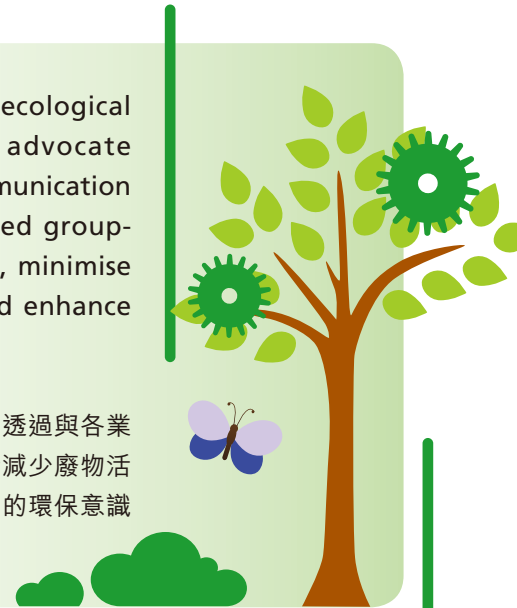 ecological
advocate
munication
ed group-
, minimise
d enhance
透過與各業
減少廢物活
的環保意識